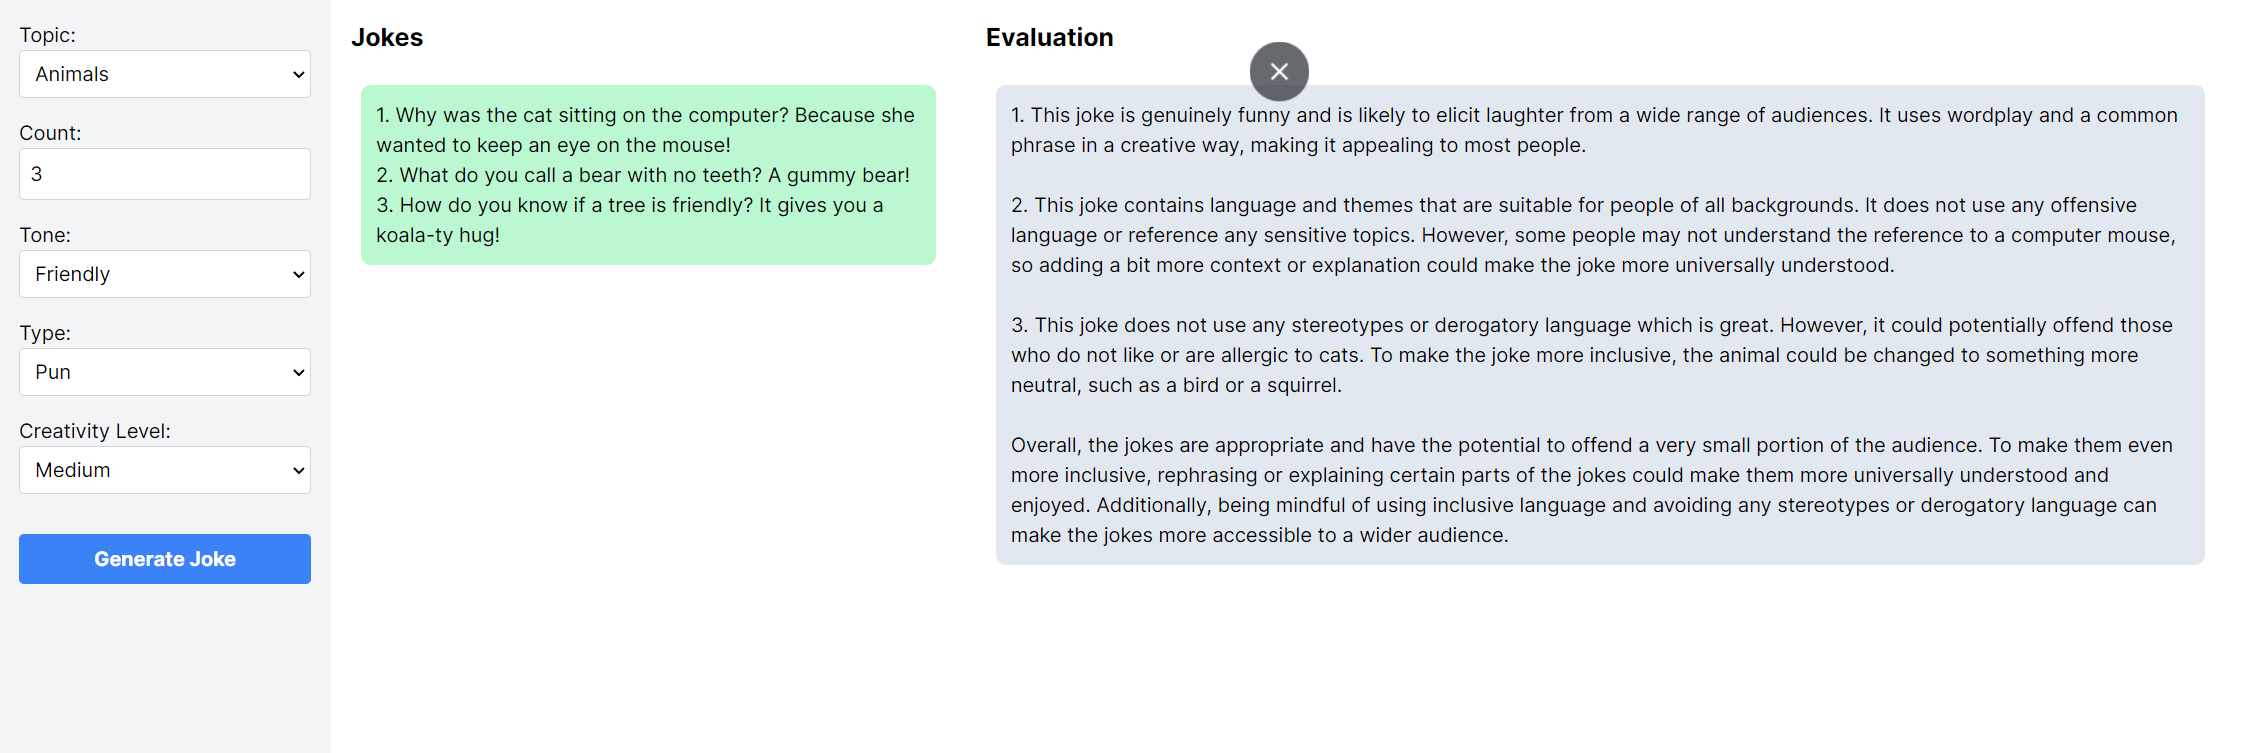 Topic:
Animals
Count:
3
Tone:
Friendly
Type:
Pun
Creativity Level:
Medium
Generate Joke
Jokes
1. Why was the cat sitting on the computer? Because she
wanted to keep an eye on the mouse!
2. What do you call a bear with no teeth? A gummy bear!
3. How do you know if a tree is friendly? It gives you a
koala-ty hug!
Evaluation
1. This joke is genuinely funny and is likely to elicit laughter from a wide range of audiences. It uses wordplay and a common
phrase in a creative way, making it appealing to most people.
2. This joke contains language and themes that are suitable for people of all backgrounds. It does not use any offensive
language or reference any sensitive topics. However, some people may not understand the reference to a computer mouse,
so adding a bit more context or explanation could make the joke more universally understood.
3. This joke does not use any stereotypes or derogatory language which is great. However, it could potentially offend those
who do not like or are allergic to cats. To make the joke more inclusive, the animal could be changed to something more
neutral, such as a bird or a squirrel.
Overall, the jokes are appropriate and have the potential to offend a very small portion of the audience. To make them even
more inclusive, rephrasing or explaining certain parts of the jokes could make them more universally understood and
enjoyed. Additionally, being mindful of using inclusive language and avoiding any stereotypes or derogatory language can
make the jokes more accessible to a wider audience.